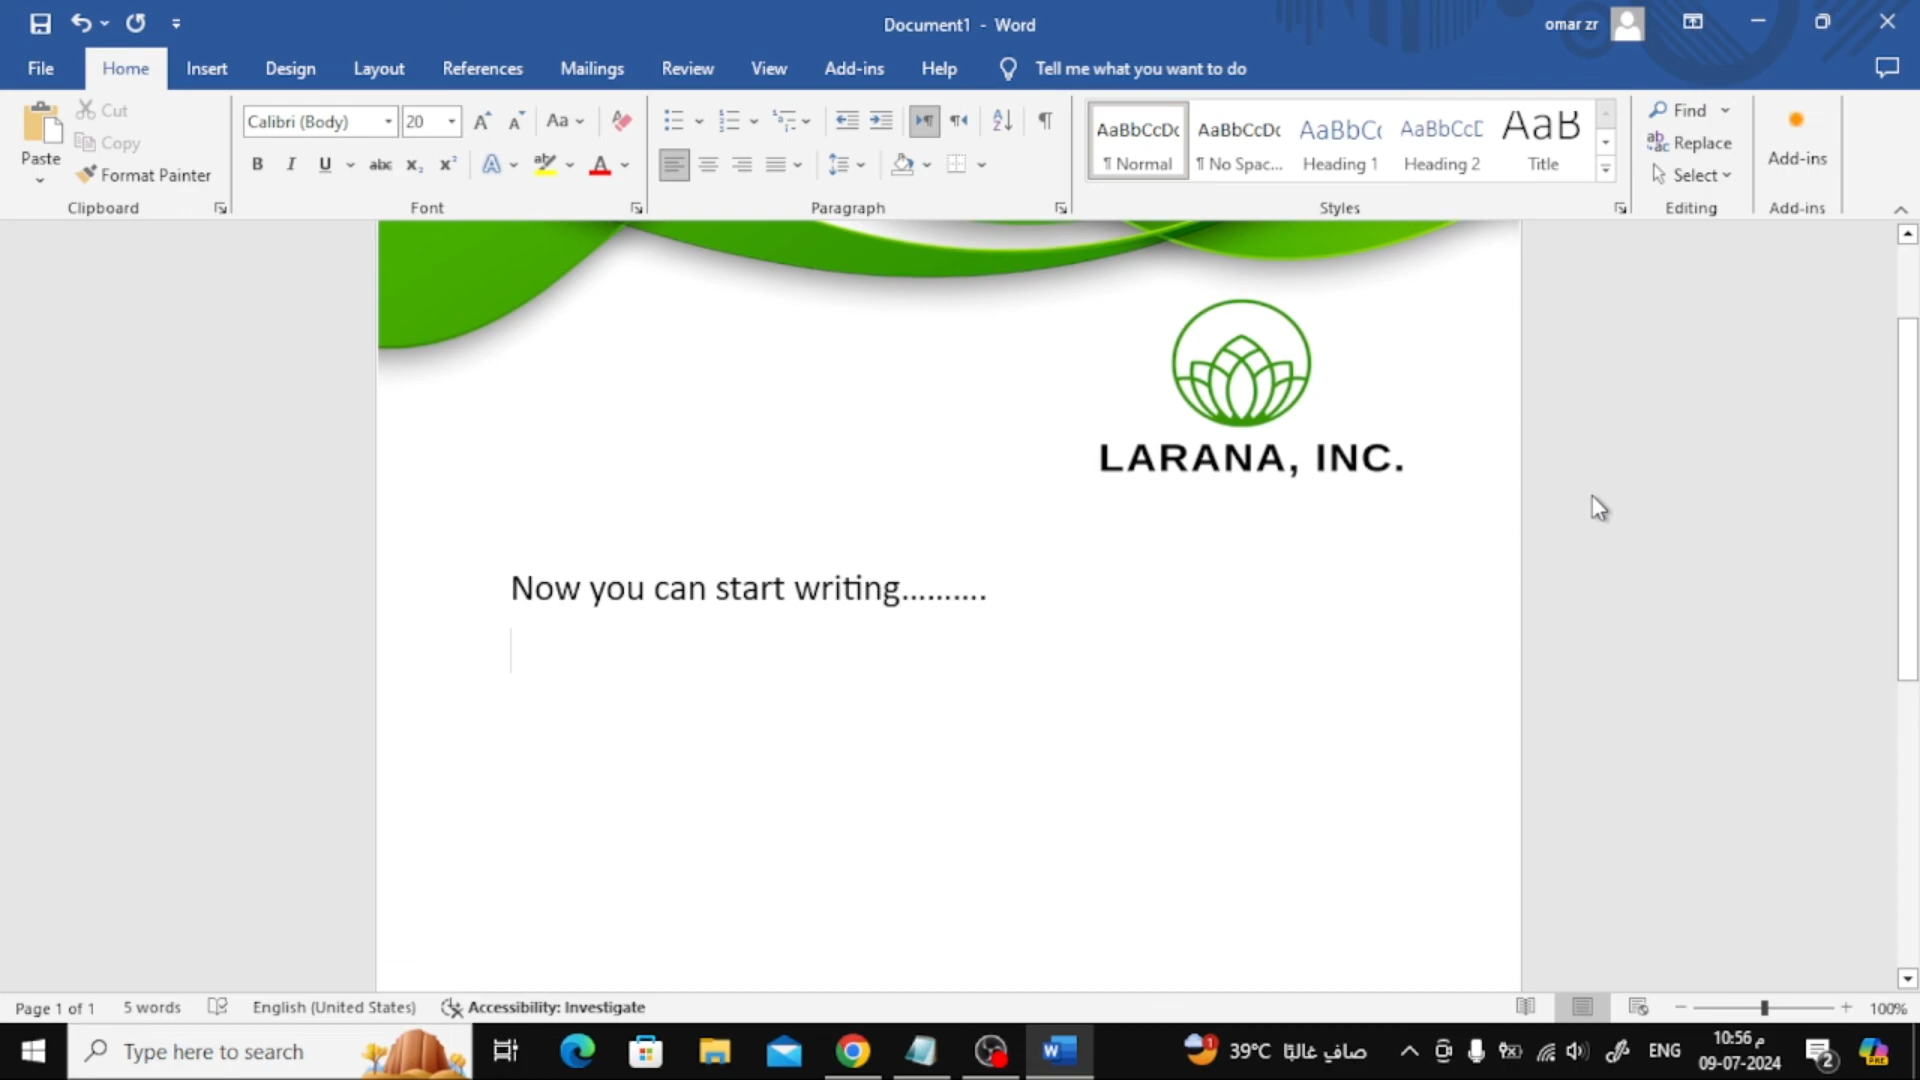 Document1 - Word
omar zr
File Home Insert Design Layout References Mailings Review View Add-ins Help Tell me what you want to do
Paste
Cut
Copy
Format Painter
Clipboard
Calibri (Body) 20
Font
Paragraph
AaBbCcDc AaBbCcDc AaBbC AaBbCcD AaB
¶ Normal ¶ No Spac... Heading 1 Heading 2 Title
Styles
Find
Replace
Select
Editing
Add-ins
Add-ins
LARANA, INC.
Now you can start writing..........
Page 1 of 1 5 words English (United States) Accessibility: Investigate 100%
Type here to search
39°C صافٍ غالبًا
ENG
10:56 م
09-07-2024
2